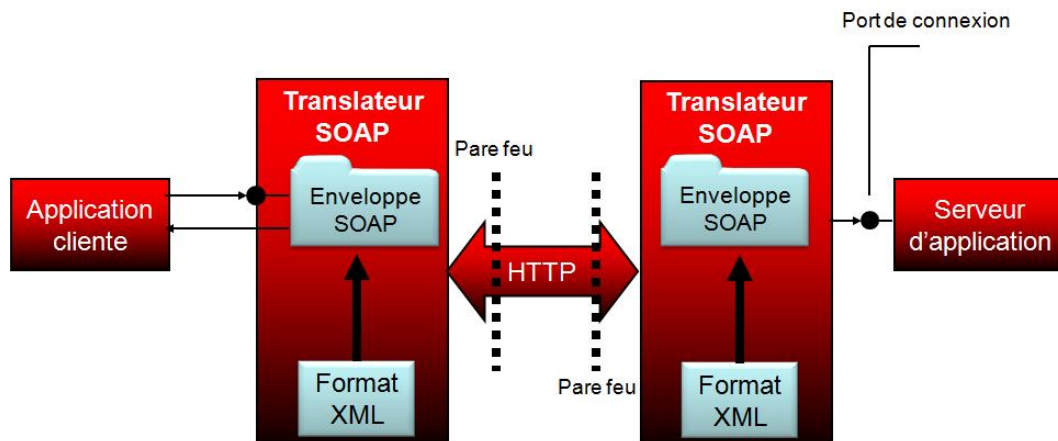 Port de connexion
Translateur
SOAP
Translateur
SOAP
Pare feu
Enveloppe
SOAP
Enveloppe
SOAP
Application
cliente
Serveur
d'application
HTTP
Format
XML
Pare feu
Format
XML